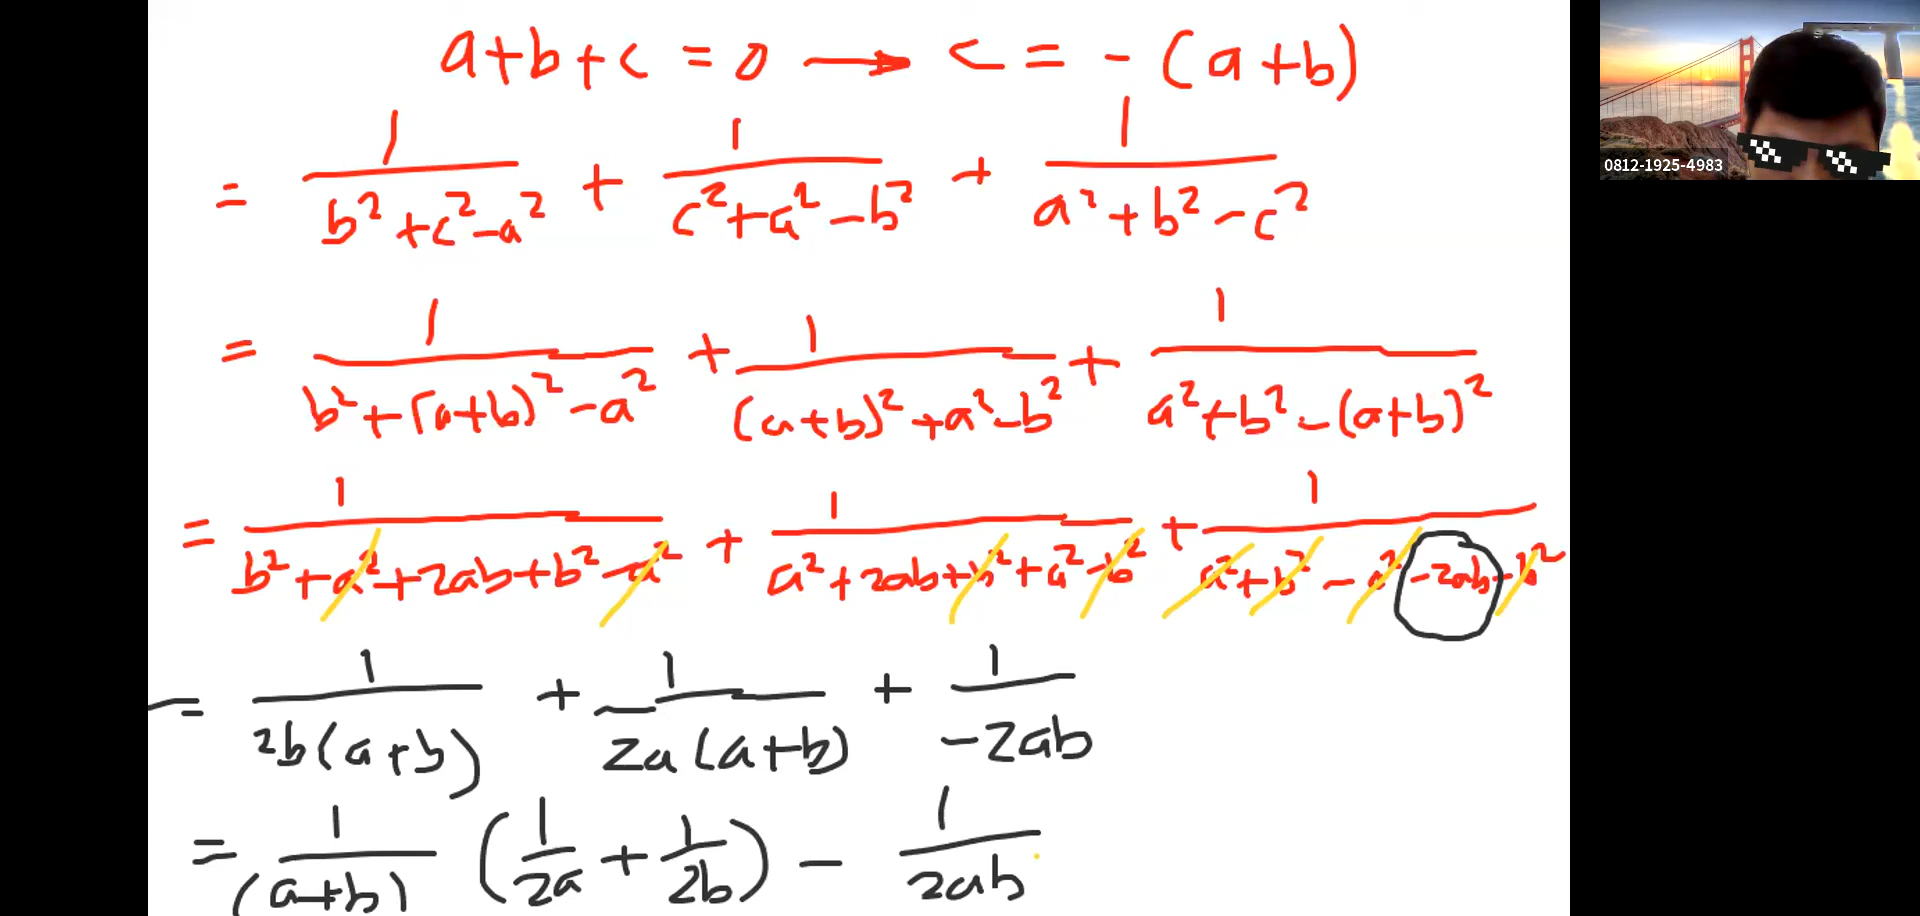 a+b+c = 0 → c = -(a+b)
= 1/(b²+c²-a²) + 1/(c²+a²-b²) + 1/(a²+b²-c²)
= 1/(b²+(a+b)²-a²) + 1/((a+b)²+a²-b²) + 1/(a²+b²-(a+b)²)
= 1/(b²+a²+2ab+b²-a²) + 1/(a²+2ab+b²+a²-b²) + 1/(a²+b²-a²-2ab-b²)
= 1/(2b(a+b)) + 1/(2a(a+b)) + 1/(-2ab)
= 1/(a+b) (1/2a + 1/2b) - 1/2ab
0812-1925-4983